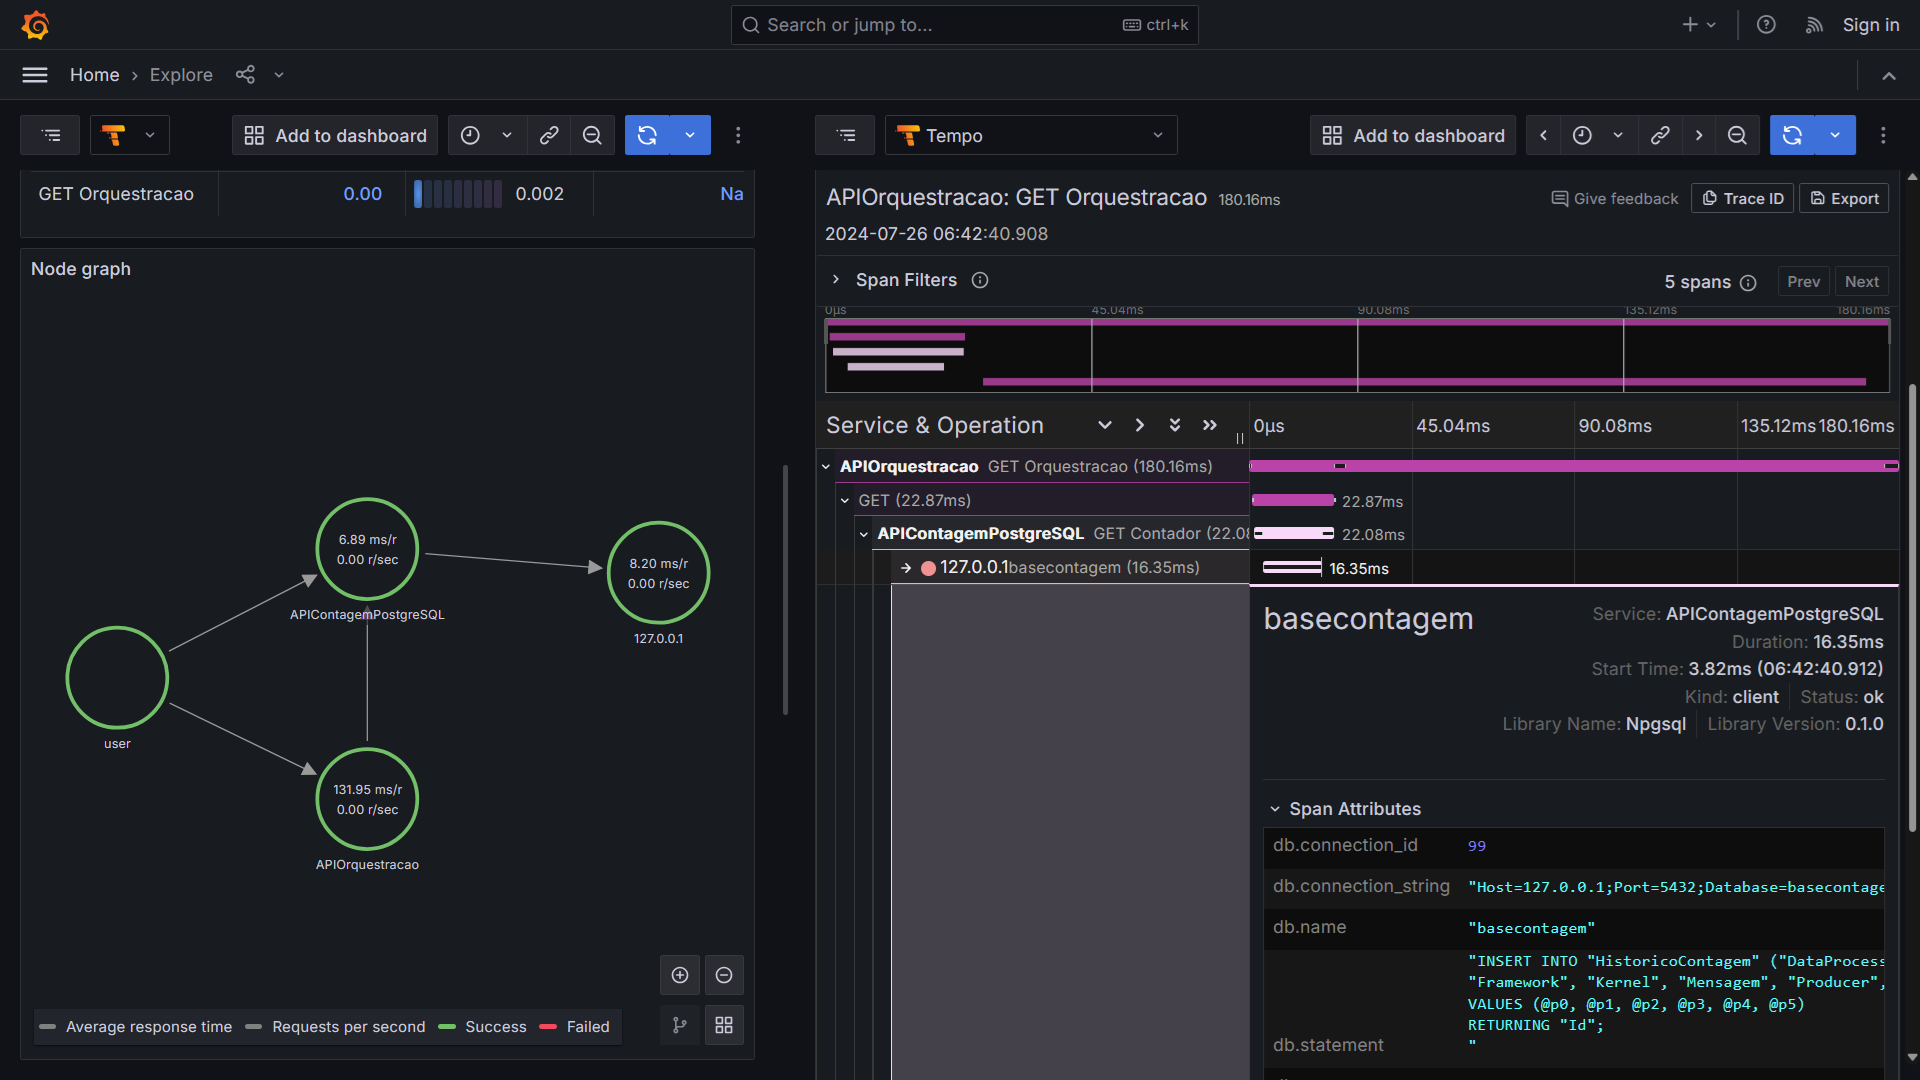 Search or jump to...
ctrl+k
Sign in
Home
Explore
Add to dashboard
Tempo
Add to dashboard
GET Orquestracao
0.00
0.002
Na
Node graph
6.89 ms/r
0.00 r/sec
APIContagemPostgreSQL
8.20 ms/r
0.00 r/sec
127.0.0.1
user
131.95 ms/r
0.00 r/sec
APIOrquestracao
Average response time
Requests per second
Success
Failed
APIOrquestracao: GET Orquestracao 180.16ms
Give feedback
Trace ID
Export
2024-07-26 06:42:40.908
Span Filters
5 spans
Prev
Next
0μs
45.04ms
90.08ms
135.12ms
180.16ms
Service & Operation
0μs
45.04ms
90.08ms
135.12ms
180.16ms
APIOrquestracao GET Orquestracao (180.16ms)
GET (22.87ms)
22.87ms
APIContagemPostgreSQL GET Contador (22.08
22.08ms
127.0.0.1basecontagem (16.35ms)
16.35ms
basecontagem
Service: APIContagemPostgreSQL
Duration: 16.35ms
Start Time: 3.82ms (06:42:40.912)
Kind: client
Status: ok
Library Name: Npgsql
Library Version: 0.1.0
Span Attributes
db.connection_id
99
db.connection_string
"Host=127.0.0.1;Port=5432;Database=basecontage
db.name
"basecontagem"
"INSERT INTO "HistoricoContagem" ("DataProcess
"Framework", "Kernel", "Mensagem", "Producer",
VALUES (@p0, @p1, @p2, @p3, @p4, @p5)
RETURNING "Id";
"
db.statement